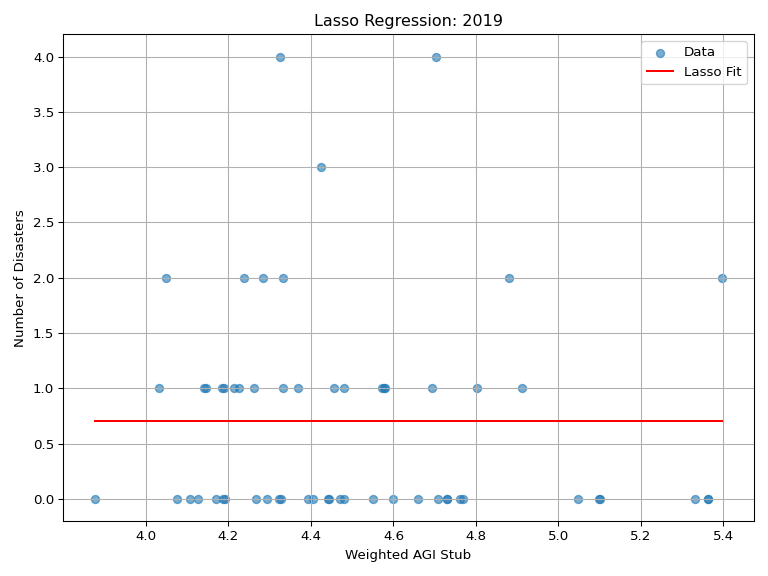 Lasso Regression: 2019
Data
Lasso Fit
4.0
3.5
3.0
2.5
2.0
1.5
1.0
0.5
0.0
Number of Disasters
4.0 4.2 4.4 4.6 4.8 5.0 5.2 5.4
Weighted AGI Stub